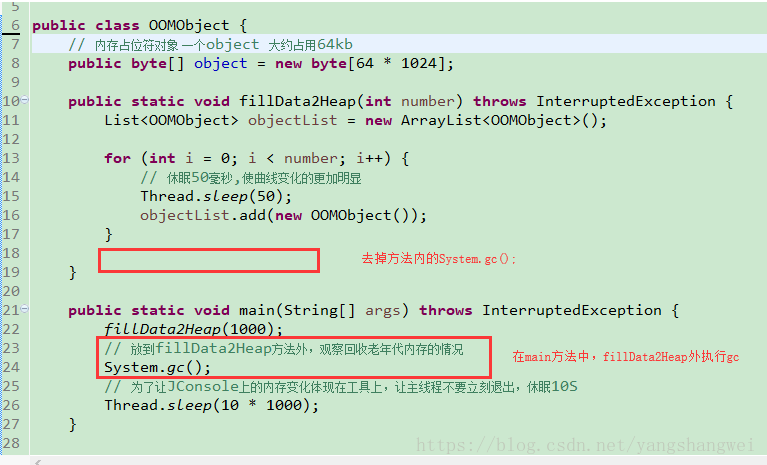 5
6 public class OOMObject {
7 // 内存占位符对象 一个object 大约占用64kb
8 public byte[] object = new byte[64 * 1024];
9
10 public static void fillData2Heap(int number) throws InterruptedException {
11 List<OOMObject> objectList = new ArrayList<OOMObject>();
12
13 for (int i = 0; i < number; i++) {
14 // 休眠50毫秒,使曲线变化的更加明显
15 Thread.sleep(50);
16 objectList.add(new OOMObject());
17 }
18 去掉方法内的System.gc();
19 }
20
21 public static void main(String[] args) throws InterruptedException {
22 fillData2Heap(1000);
23 // 放到fillData2Heap方法外，观察回收老年代内存的情况
24 System.gc(); 在main方法中，fillData2Heap外执行gc
25 // 为了让JConsole上的内存变化体现在工具上，让主线程不要立刻退出，休眠10S
26 Thread.sleep(10 * 1000);
27 }
28
https://blog.csdn.net/yangshangwei